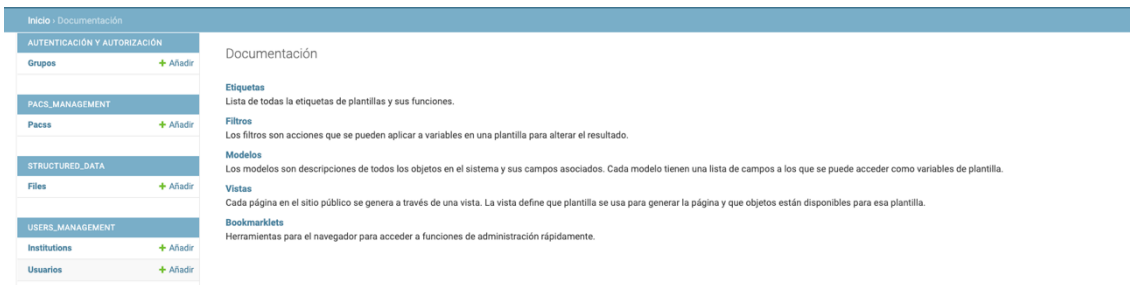 Inicio › Documentación
AUTENTICACIÓN Y AUTORIZACIÓN
Grupos + Añadir
PACS_MANAGEMENT
Pacss + Añadir
STRUCTURED_DATA
Files + Añadir
USERS_MANAGEMENT
Institutions + Añadir
Usuarios + Añadir
Documentación
Etiquetas
Lista de todas la etiquetas de plantillas y sus funciones.
Filtros
Los filtros son acciones que se pueden aplicar a variables en una plantilla para alterar el resultado.
Modelos
Los modelos son descripciones de todos los objetos en el sistema y sus campos asociados. Cada modelo tienen una lista de campos a los que se puede acceder como variables de plantilla.
Vistas
Cada página en el sitio público se genera a través de una vista. La vista define que plantilla se usa para generar la página y que objetos están disponibles para esa plantilla.
Bookmarklets
Herramientas para el navegador para acceder a funciones de administración rápidamente.